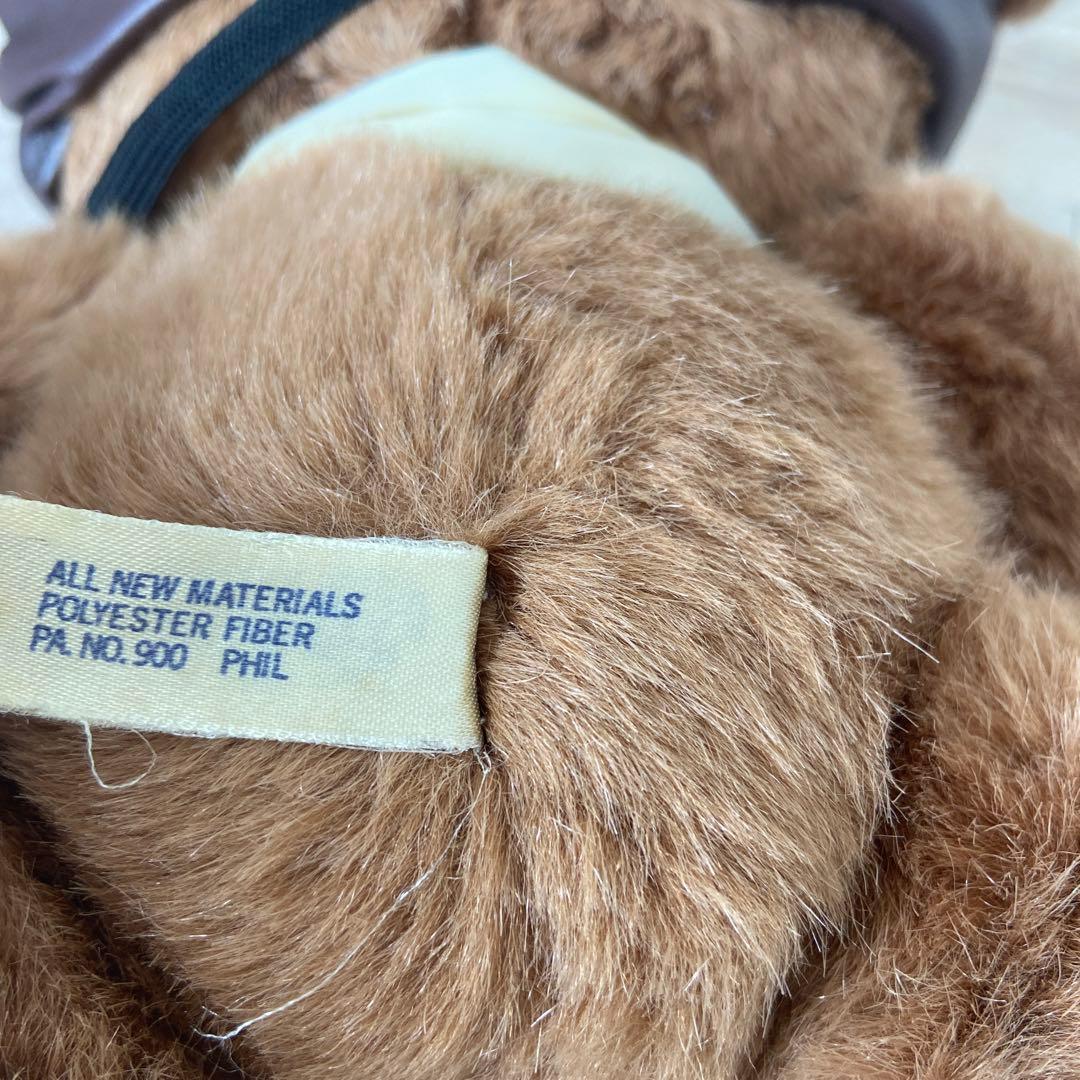 ALL NEW MATERIALS
POLYESTER FIBER
PA. NO. 900 PHIL